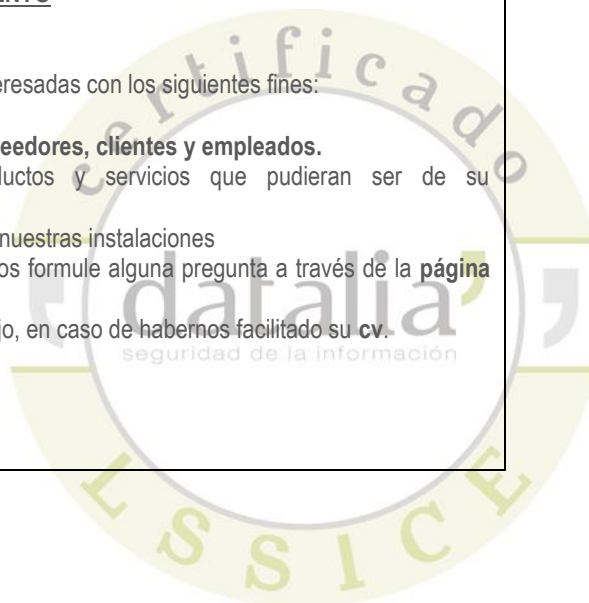 eresadas con los siguientes fines:
eedores, clientes y empleados.
ductos y servicios que pudieran ser de su
nuestras instalaciones
os formule alguna pregunta a través de la página
jo, en caso de habernos facilitado su cv.
certificado
datalia
seguridad de la información
LSSICE